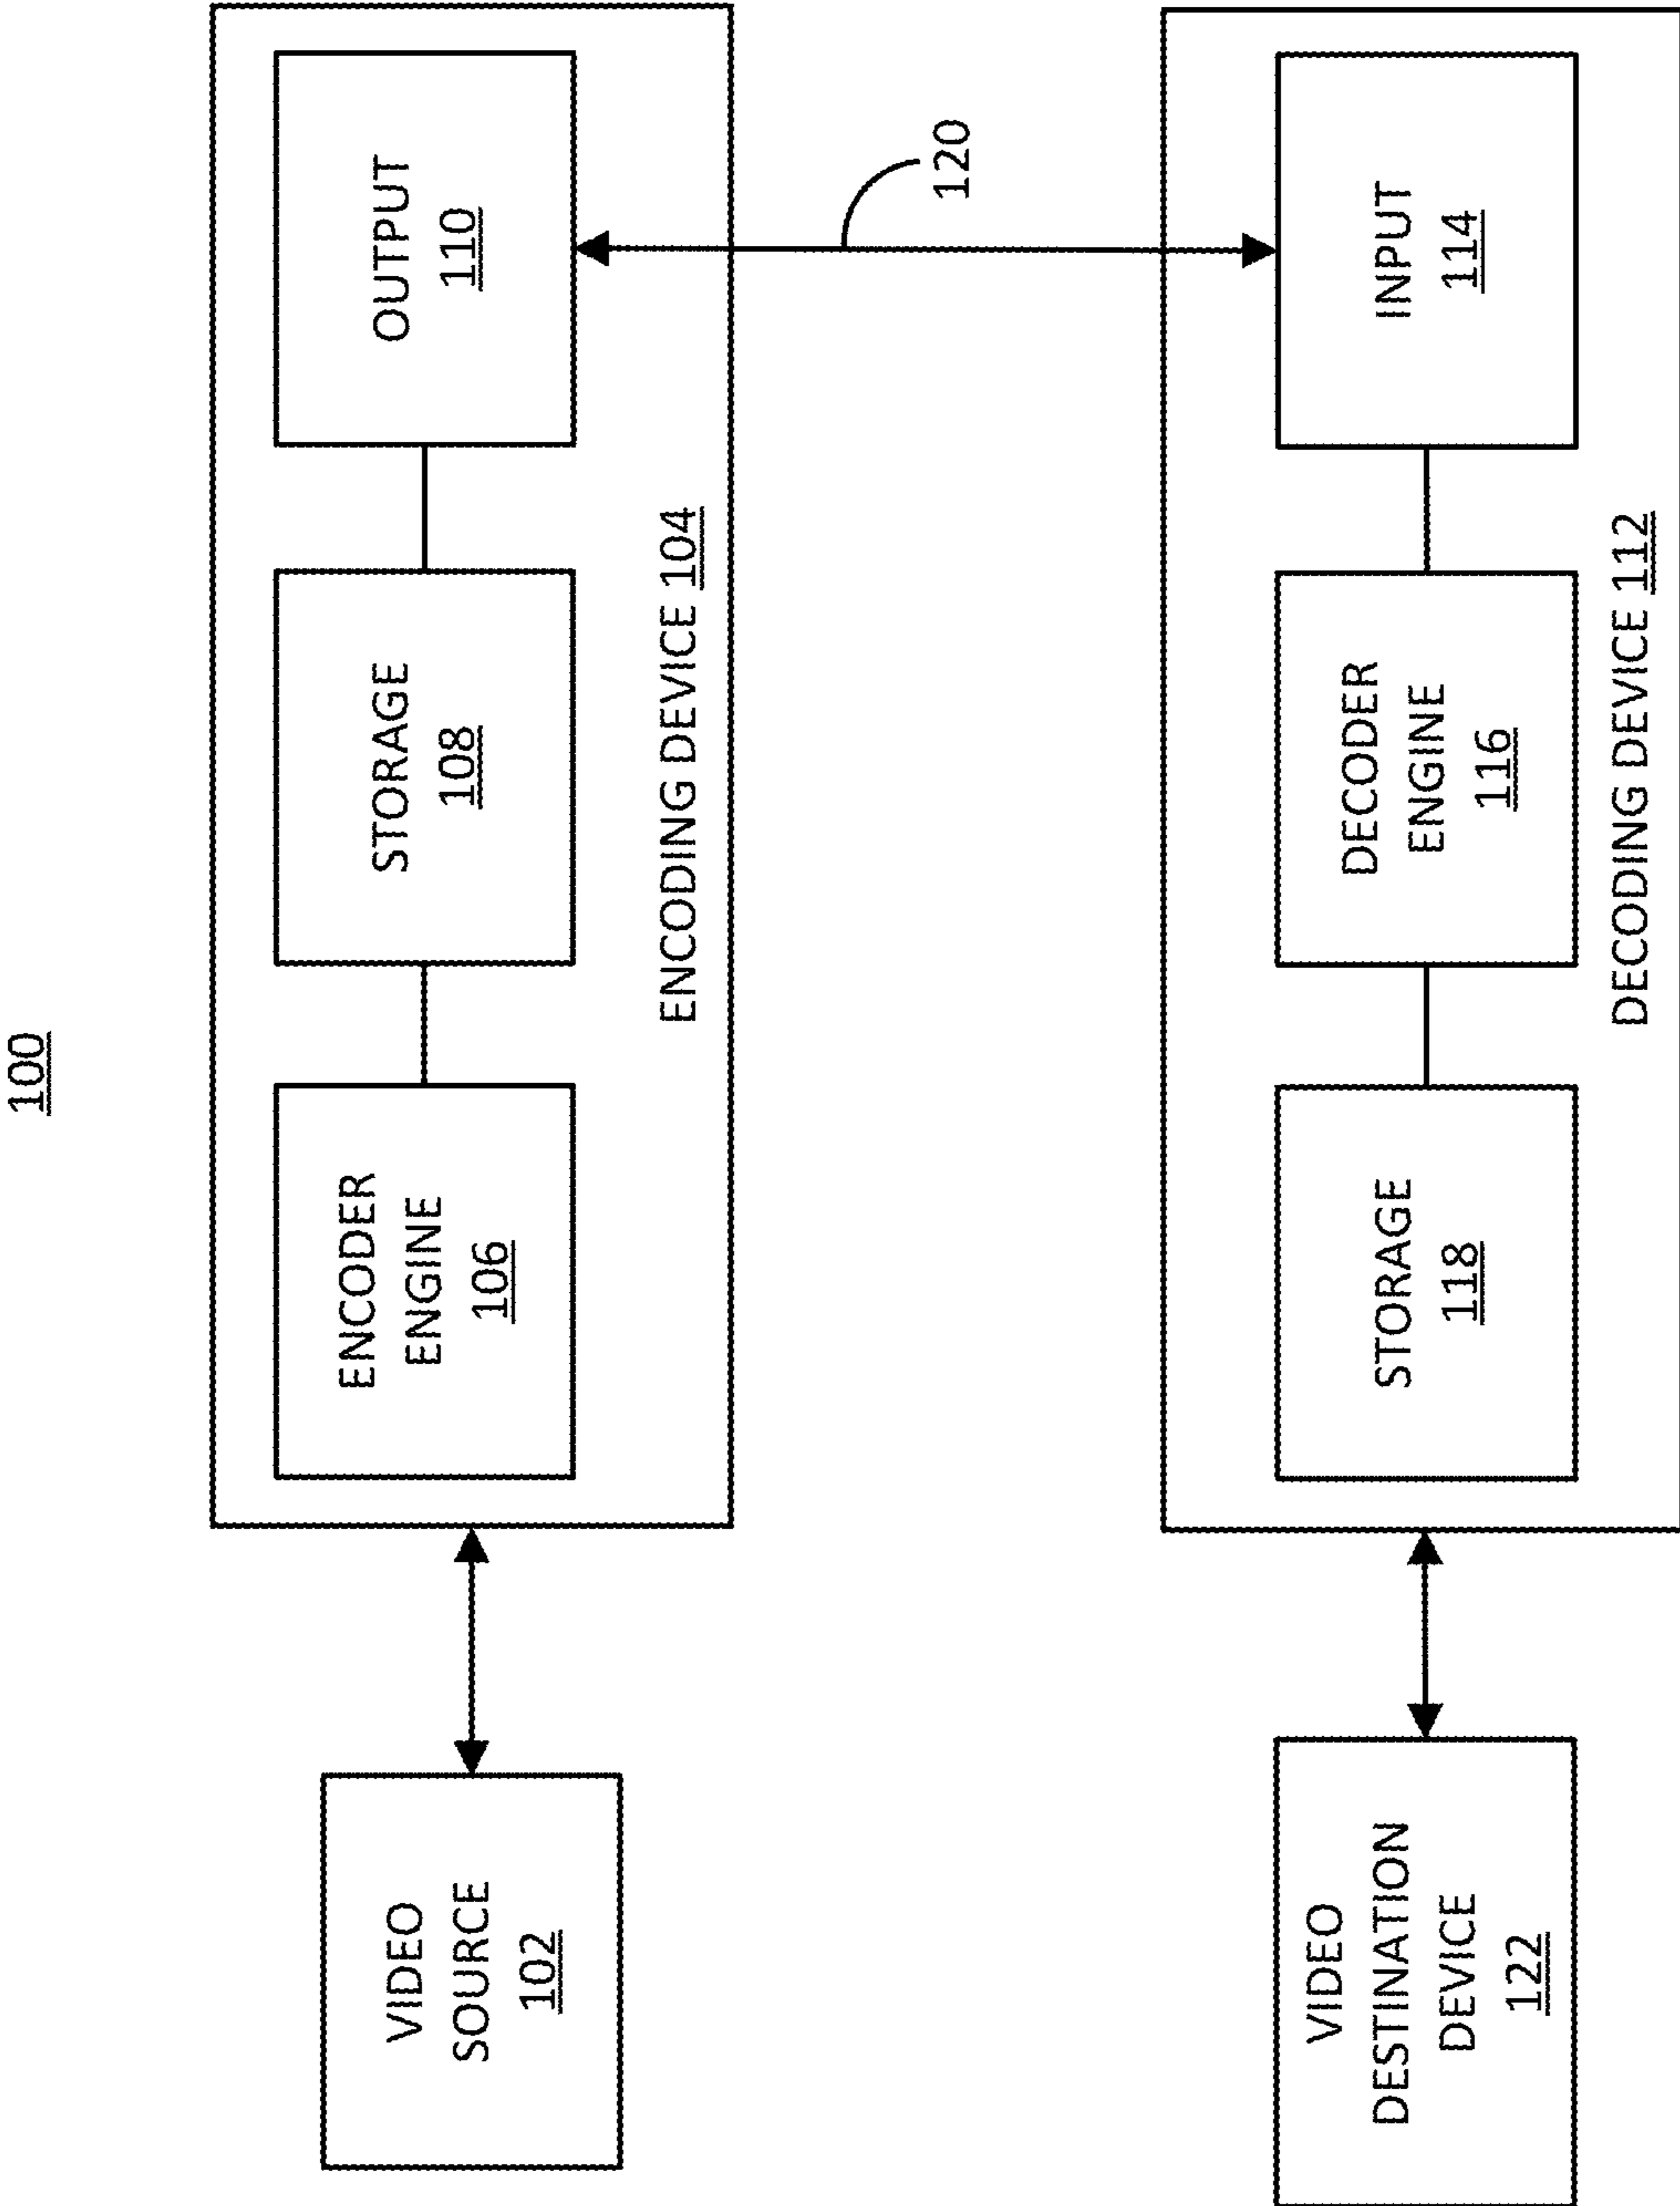 100
VIDEO
SOURCE
102
ENCODER
ENGINE
106
STORAGE
108
OUTPUT
110
ENCODING DEVICE 104
120
VIDEO
DESTINATION
DEVICE
122
STORAGE
118
DECODER
ENGINE
116
INPUT
114
DECODING DEVICE 112